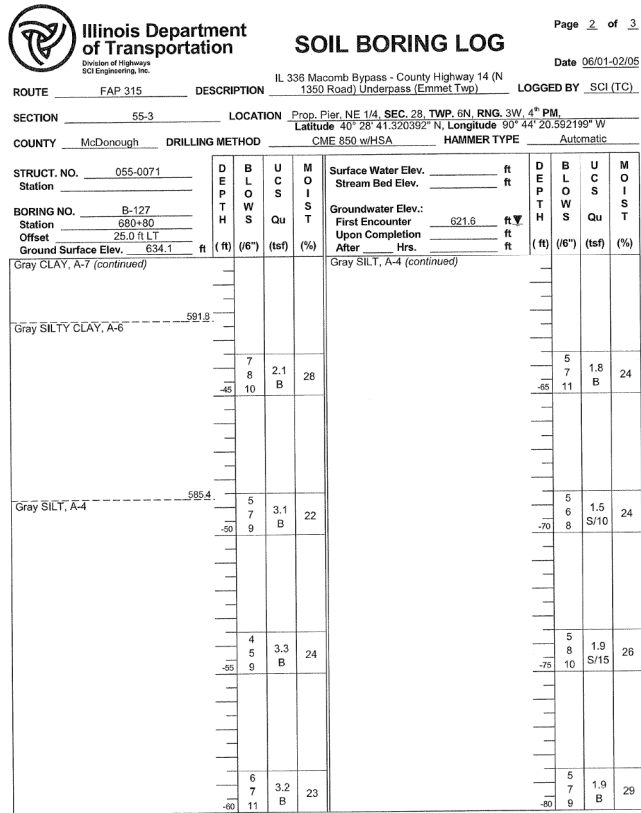 Illinois Department
of Transportation
Division of Highways
SCI Engineering, Inc.
SOIL BORING LOG
Page 2 of 3
Date 06/01-02/05
ROUTE FAP 315 DESCRIPTION IL 336 Macomb Bypass - County Highway 14 (N
1350 Road) Underpass (Emmet Twp) LOGGED BY SCI (TC)
SECTION 55-3 LOCATION Prop. Pier, NE 1/4, SEC. 28, TWP. 6N, RNG. 3W, 4th PM,
Latitude 40° 28' 41.320392" N, Longitude 90° 44' 20.592199" W
COUNTY McDonough DRILLING METHOD CME 850 w/HSA HAMMER TYPE Automatic
STRUCT. NO. 055-0071
Station
BORING NO. B-127
Station 680+80
Offset 25.0 ft LT
Ground Surface Elev. 634.1 ft
DEPTH (ft)
BLOWS (/6")
UCS Qu (tsf)
MOIST (%)
Surface Water Elev. ft
Stream Bed Elev. ft
Groundwater Elev.:
First Encounter 621.6 ft
Upon Completion ft
After Hrs. ft
DEPTH (ft)
BLOWS (/6")
UCS Qu (tsf)
MOIST (%)
Gray CLAY, A-7 (continued)
591.8
Gray SILTY CLAY, A-6
7
8 2.1 B 28
-45 10
585.4
Gray SILT, A-4
5
7 3.1 B 22
-50 9
4
5 3.3 B 24
-55 9
6
7 3.2 B 23
-60 11
Gray SILT, A-4 (continued)
5
7 1.8 B 24
-65 11
5
6 1.5 S/10 24
-70 8
5
8 1.9 S/15 26
-75 10
5
7 1.9 B 29
-80 9